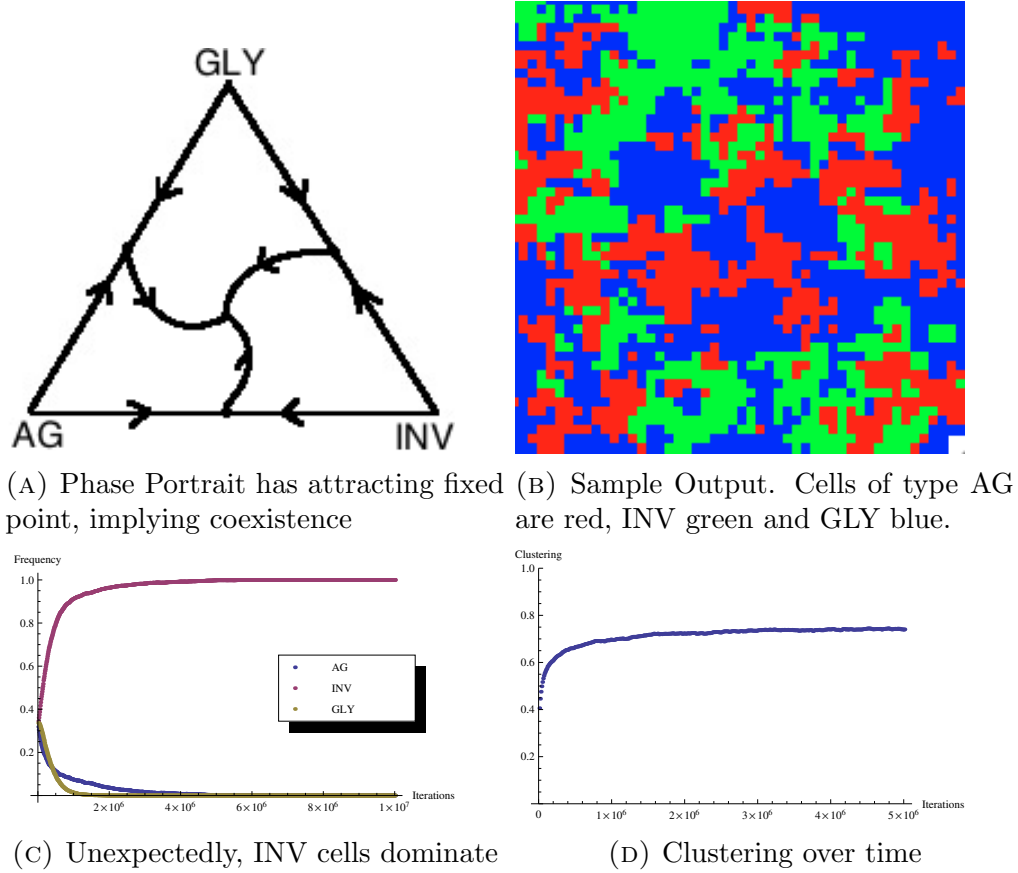 GLY
AG
INV
(A) Phase Portrait has attracting fixed
point, implying coexistence
(B) Sample Output. Cells of type AG
are red, INV green and GLY blue.
Frequency
1.0
0.8
0.6
0.4
0.2
2×10⁶
4×10⁶
6×10⁶
8×10⁶
1×10⁷
Iterations
AG
INV
GLY
(C) Unexpectedly, INV cells dominate
Clustering
1.0
0.8
0.6
0.4
0.2
0
1×10⁶
2×10⁶
3×10⁶
4×10⁶
5×10⁶
Iterations
(D) Clustering over time